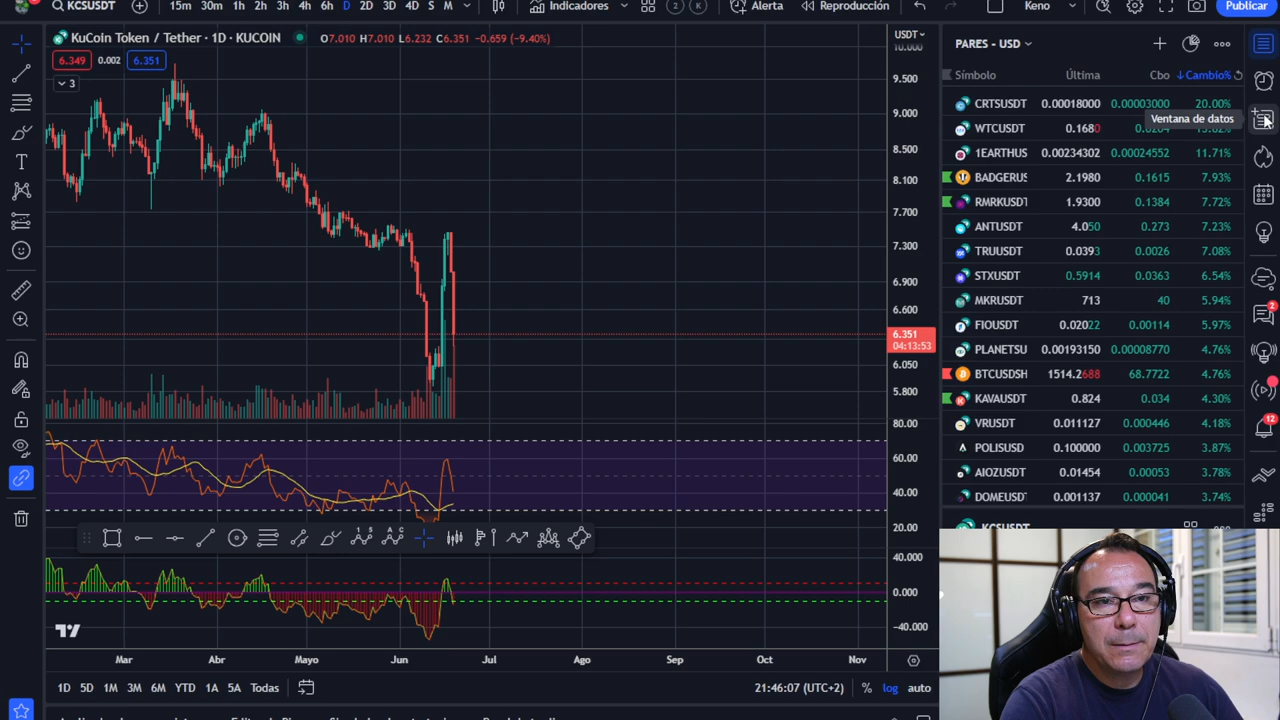 KCSUSDT
15m 30m 1h 2h 3h 4h 6h D 2D 3D 4D S M
Indicadores
2 K
Alerta
Reproducción
Keno
Publicar
KuCoin Token / Tether · 1D · KUCOIN
O7.010 H7.010 L6.232 C6.351 -0.659 (-9.40%)
6.349 0.002 6.351
3
USDT
10.000
9.500
9.000
8.500
8.100
7.700
7.300
6.900
6.600
6.351
04:13:53
6.050
5.800
80.00
60.00
40.00
20.00
40.000
0.000
-40.000
Mar Abr Mayo Jun Jul Ago Sep Oct Nov
1D 5D 1M 3M 6M YTD 1A 5A Todas
21:46:07 (UTC+2) % log auto
PARES - USD
Símbolo Última Cbo Cambio%
CRTSUSDT 0.00018000 0.00003000 20.00%
Ventana de datos
WTCUSDT 0.1680
1EARTHUS 0.00234302 0.00024552 11.71%
BADGERUS 2.1980 0.1615 7.93%
RMRKUSDT 1.9300 0.1384 7.72%
ANTUSDT 4.050 0.273 7.23%
TRUUSDT 0.0393 0.0026 7.08%
STXUSDT 0.5914 0.0363 6.54%
MKRUSDT 713 40 5.94%
FIOUSDT 0.02022 0.00114 5.97%
PLANETSU 0.00193150 0.00008770 4.76%
BTCUSDSH 1514.2688 68.7722 4.76%
KAVAUSDT 0.824 0.034 4.30%
VRUSDT 0.011127 0.000446 4.18%
POLISUSD 0.100000 0.003725 3.87%
AIOZUSDT 0.01454 0.00053 3.78%
DOMEUSDT 0.001137 0.000041 3.74%
2
12